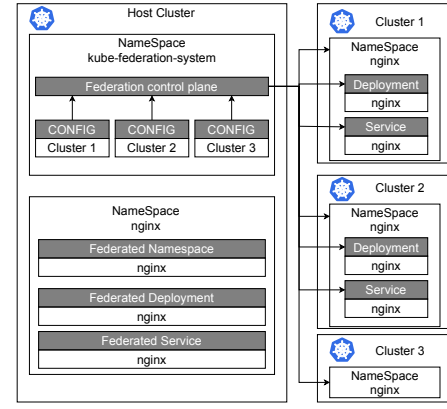 Host Cluster
NameSpace
kube-federation-system
Federation control plane
CONFIG
Cluster 1
CONFIG
Cluster 2
CONFIG
Cluster 3
NameSpace
nginx
Federated Namespace
nginx
Federated Deployment
nginx
Federated Service
nginx
Cluster 1
NameSpace
nginx
Deployment
nginx
Service
nginx
Cluster 2
NameSpace
nginx
Deployment
nginx
Service
nginx
Cluster 3
NameSpace
nginx